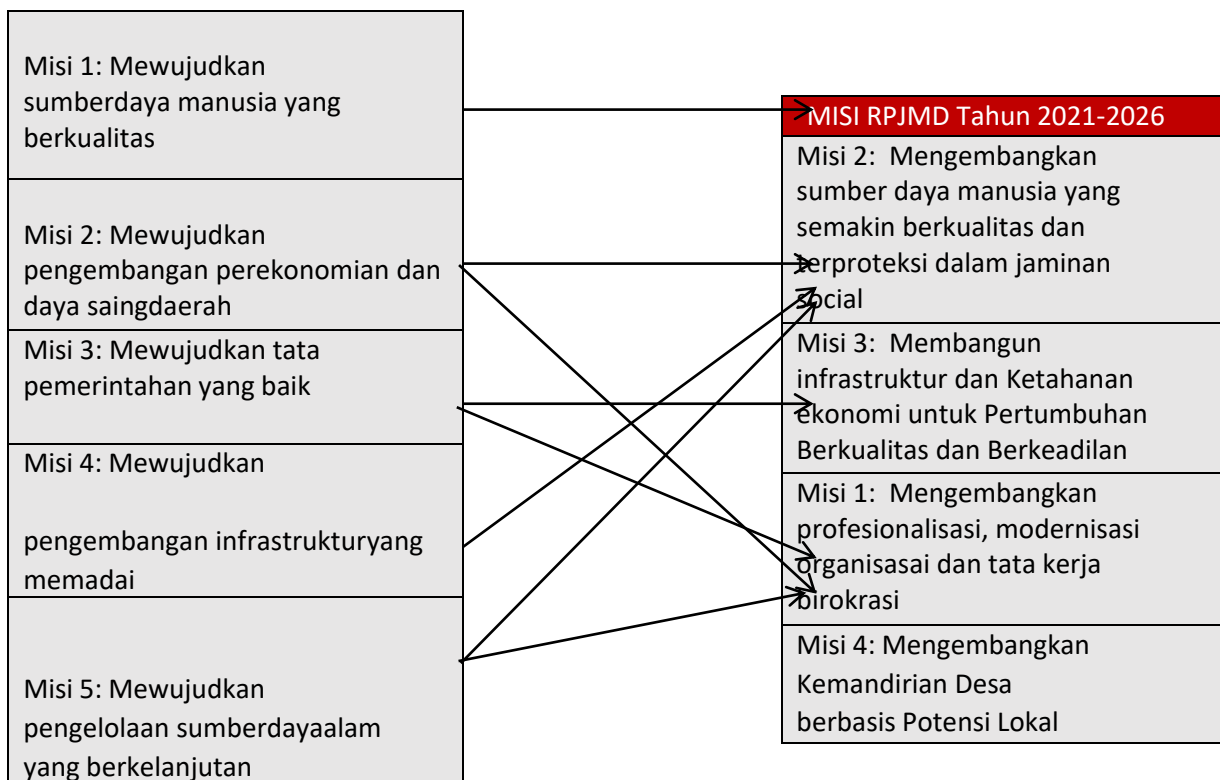 Misi 1: Mewujudkan
sumberdaya manusia yang
berkualitas
Misi 2: Mewujudkan
pengembangan perekonomian dan
daya saingdaerah
Misi 3: Mewujudkan tata
pemerintahan yang baik
Misi 4: Mewujudkan
pengembangan infrastrukturyang
memadai
Misi 5: Mewujudkan
pengelolaan sumberdayaalam
yang berkelanjutan
MISI RPJMD Tahun 2021-2026
Misi 2: Mengembangkan
sumber daya manusia yang
semakin berkualitas dan
terproteksi dalam jaminan
social
Misi 3: Membangun
infrastruktur dan Ketahanan
ekonomi untuk Pertumbuhan
Berkualitas dan Berkeadilan
Misi 1: Mengembangkan
profesionalisasi, modernisasi
organisasai dan tata kerja
birokrasi
Misi 4: Mengembangkan
Kemandirian Desa
berbasis Potensi Lokal